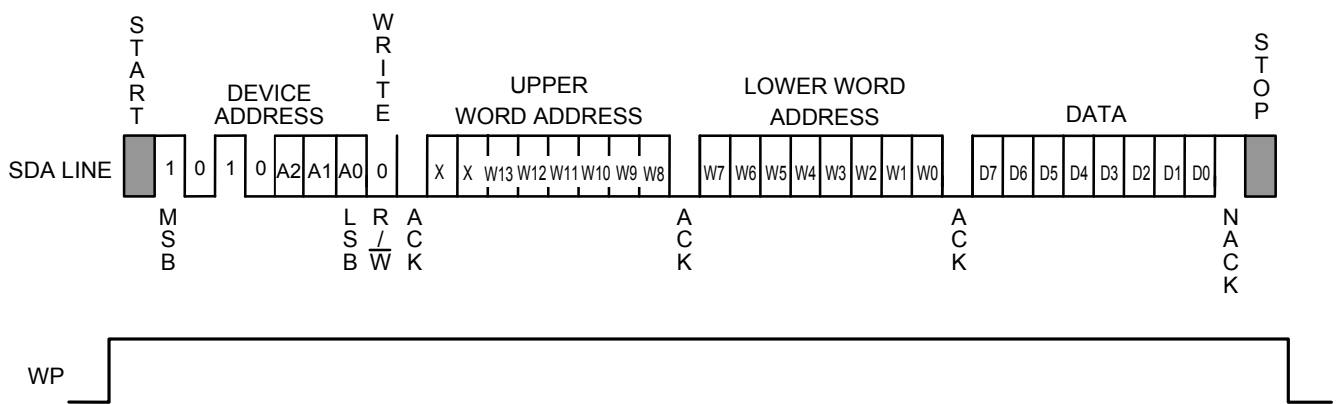 START
WRITE
STOP
DEVICE
ADDRESS
UPPER
WORD ADDRESS
LOWER WORD
ADDRESS
DATA
SDA LINE
1 0 1 0 A2 A1 A0 0 X X W13 W12 W11 W10 W9 W8 W7 W6 W5 W4 W3 W2 W1 W0 D7 D6 D5 D4 D3 D2 D1 D0
MSB
LSB
R/W
ACK
ACK
ACK
NACK
WP